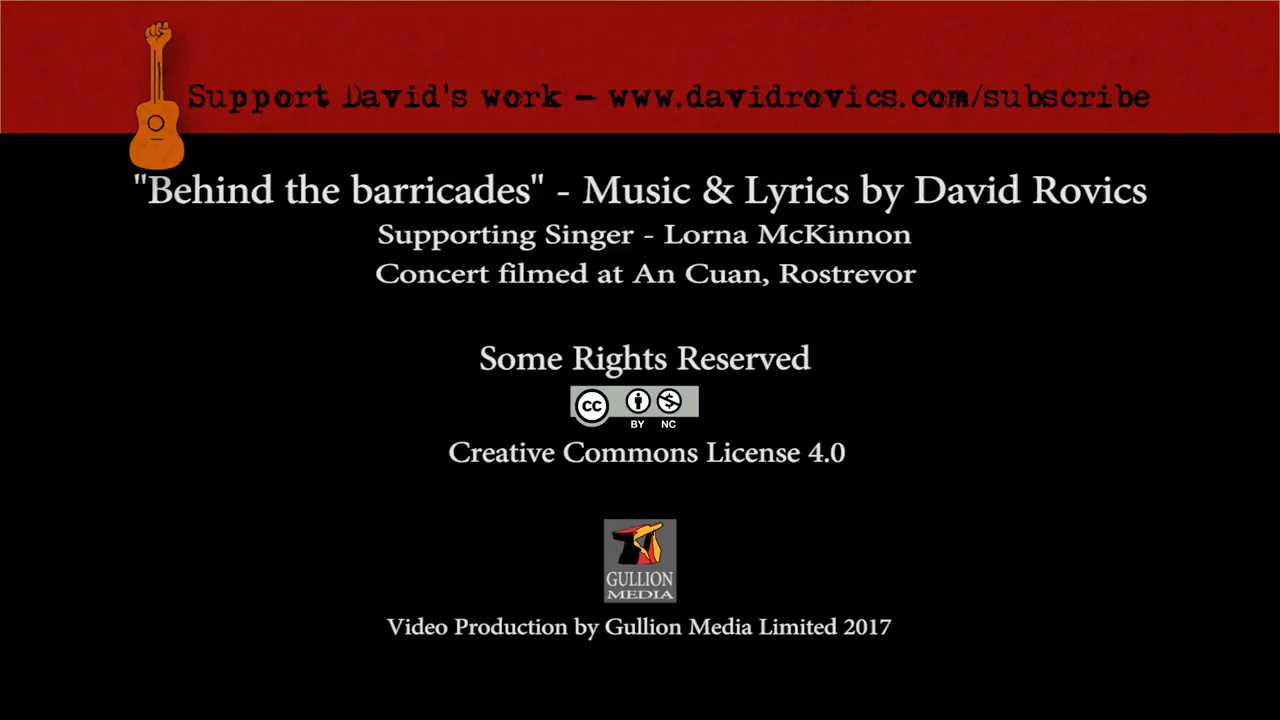 Support David's work – www.davidrovics.com/subscribe
"Behind the barricades" - Music & Lyrics by David Rovics
Supporting Singer - Lorna McKinnon
Concert filmed at An Cuan, Rostrevor
Some Rights Reserved
cc BY NC
Creative Commons License 4.0
GULLION
MEDIA
Video Production by Gullion Media Limited 2017